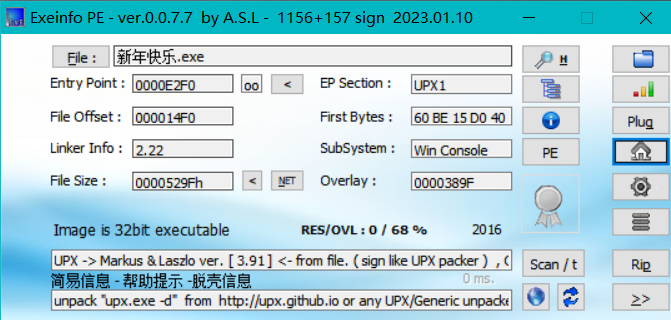 Exeinfo PE - ver.0.0.7.7 by A.S.L - 1156+157 sign 2023.01.10
File : 新年快乐.exe H
Entry Point : 0000E2F0 oo < EP Section : UPX1
File Offset : 000014F0 First Bytes : 60 BE 15 D0 40 Plug
Linker Info : 2.22 SubSystem : Win Console PE
File Size : 0000529Fh < NET Overlay : 0000389F
Image is 32bit executable RES/OVL : 0 / 68 % 2016
UPX -> Markus & Laszlo ver. [ 3.91 ] <- from file. ( sign like UPX packer ) , Scan / t Rip
简易信息 - 帮助提示 -脱壳信息 0 ms.
unpack "upx.exe -d" from http://upx.github.io or any UPX/Generic unpacke >>